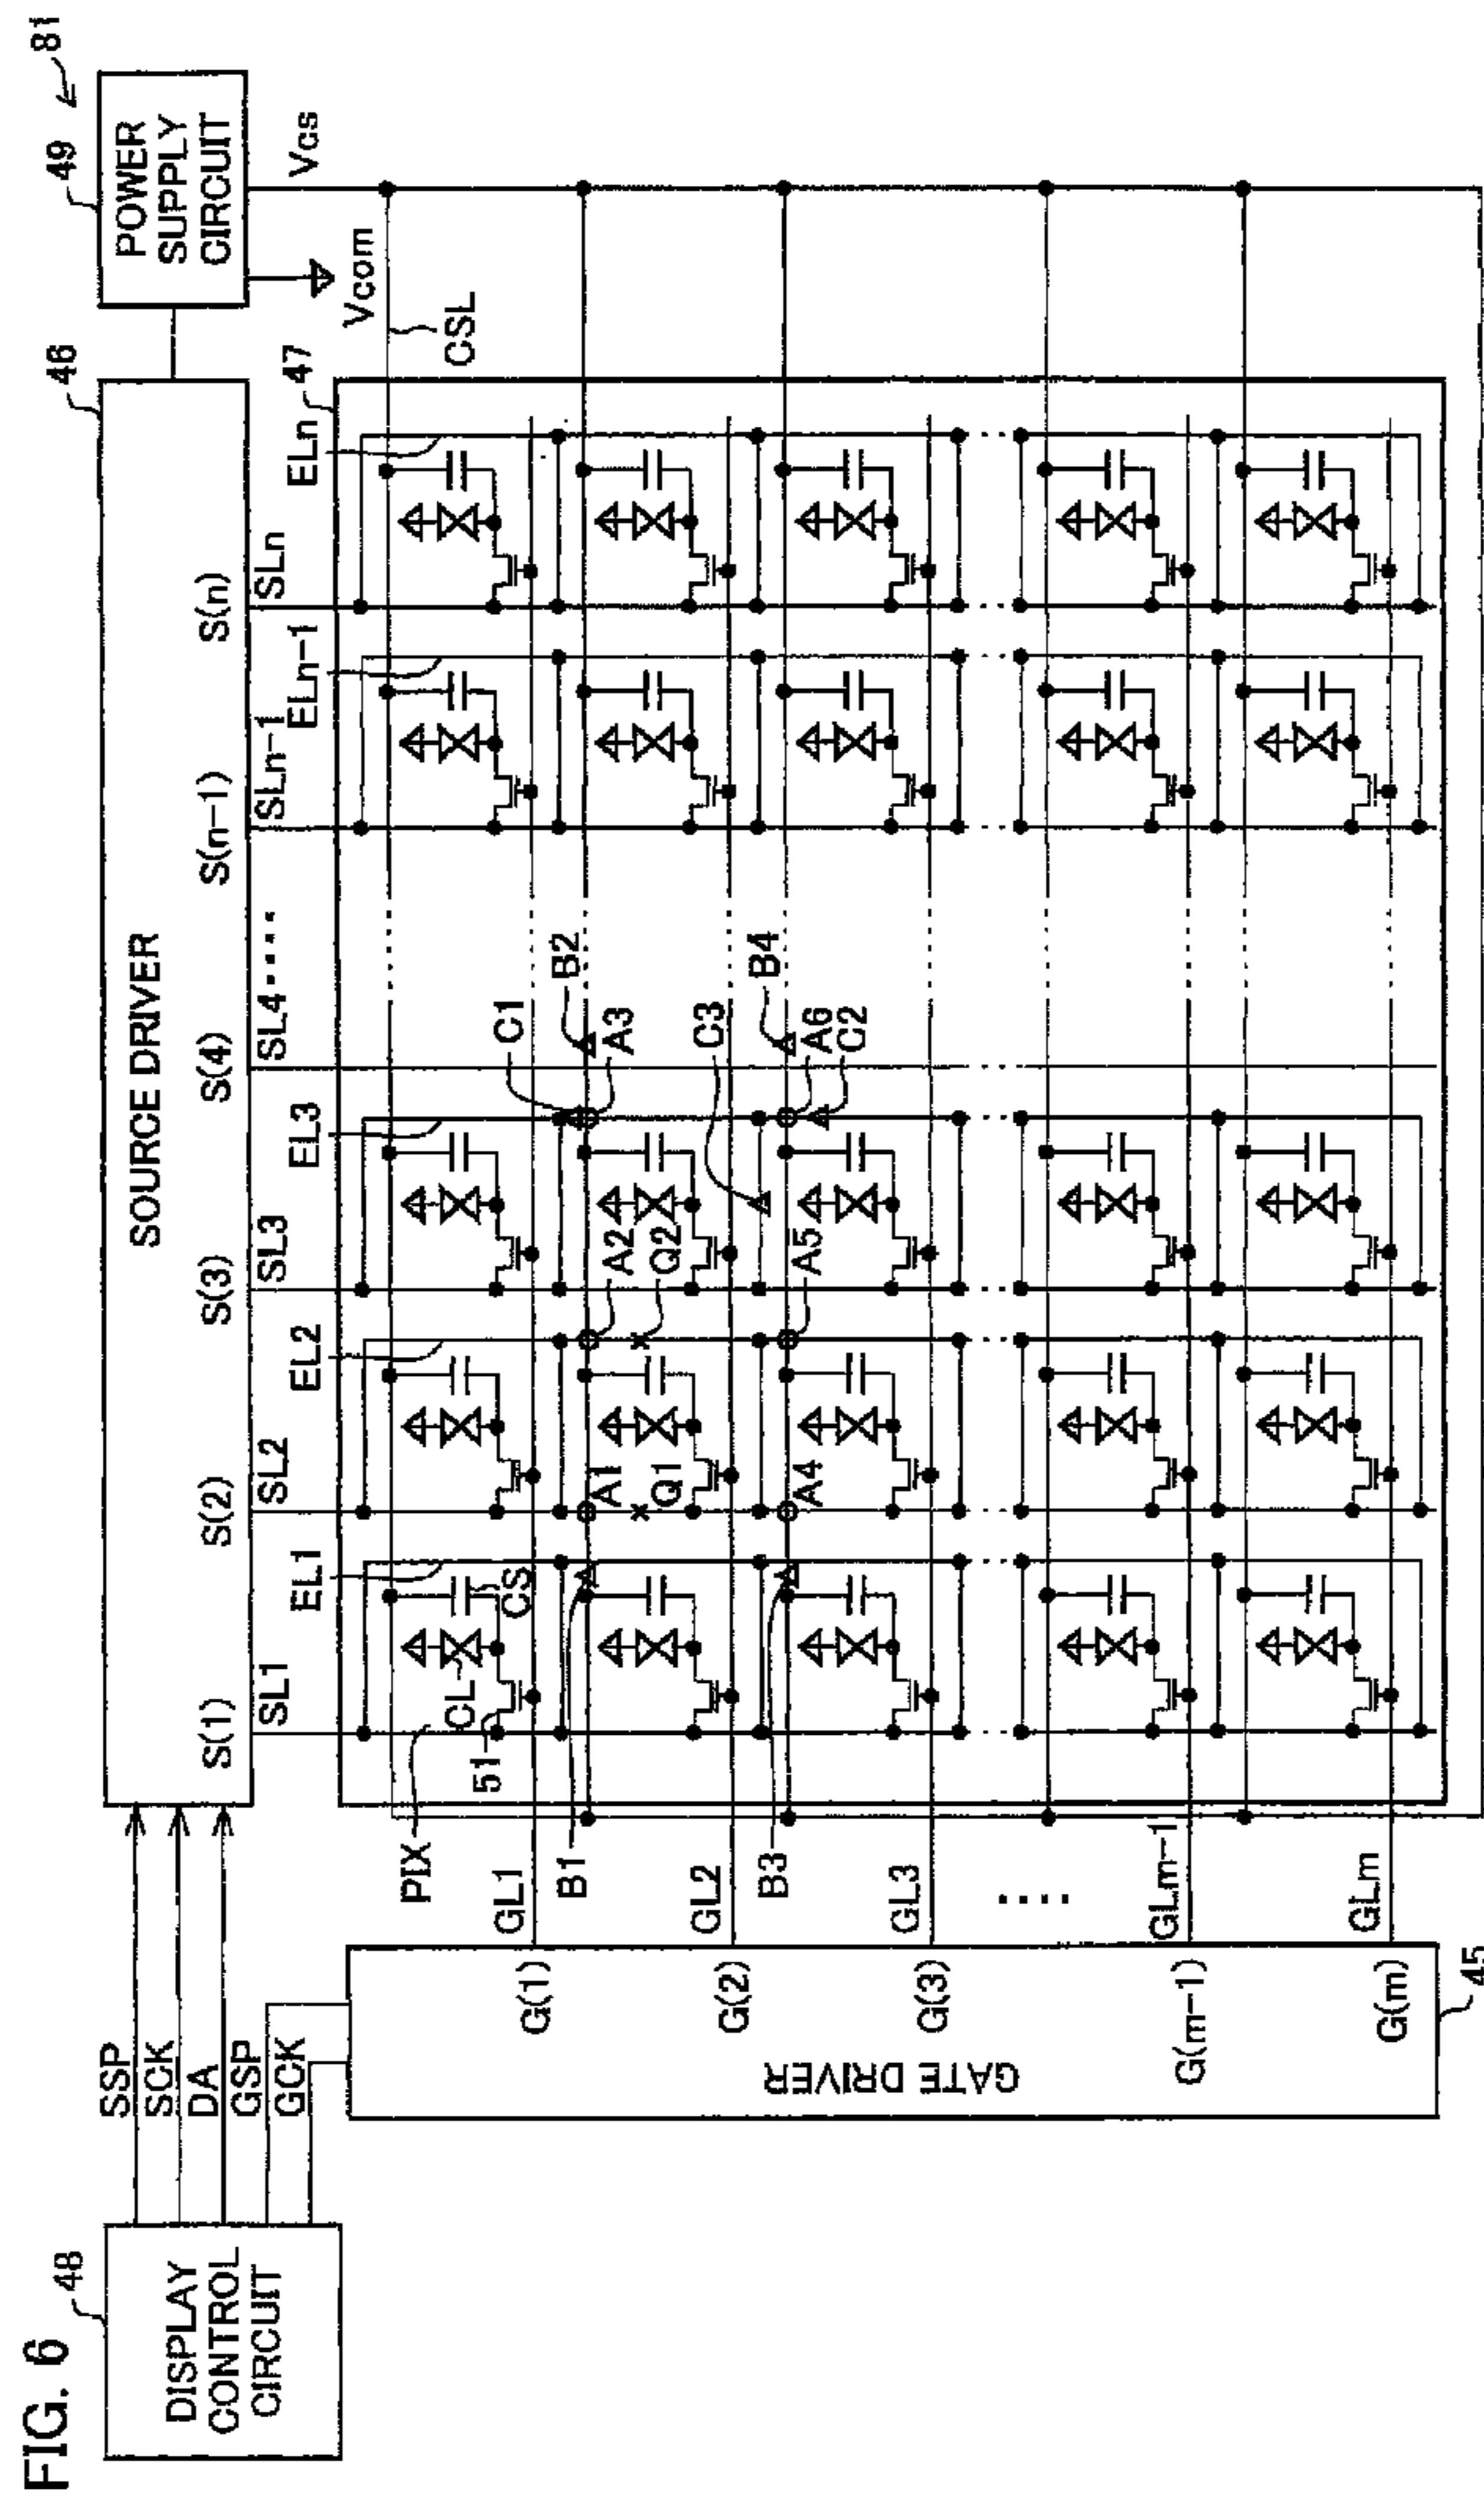 FIG. 6
48
DISPLAY
CONTROL
CIRCUIT
SSP
SCK
DA
GSP
GCK
46
SOURCE DRIVER
49
POWER
SUPPLY
CIRCUIT
81
S(1)
S(2)
S(3)
S(4)
S(n-1)
S(n)
SL1
SL2
SL3
SL4
SLn-1
SLn
EL1
EL2
EL3
ELn-1
ELn
47
Vcom
Vcs
CSL
PIX
CL
CS
51
GL1
B1
A1
A2
A3
C1
B2
Q1
Q2
GL2
C3
B3
A4
A5
A6
B4
C2
GL3
GLm-1
GLm
G(1)
G(2)
G(3)
G(m-1)
G(m)
GATE DRIVER
45